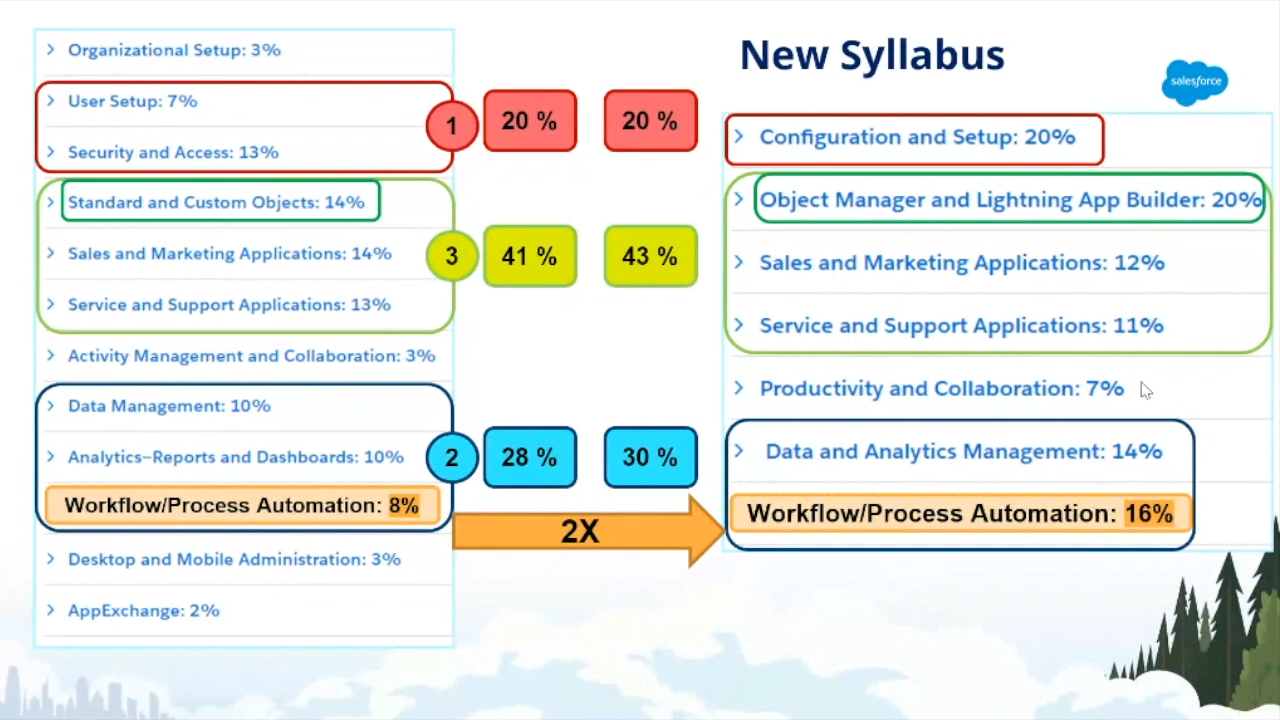 New Syllabus
salesforce
Organizational Setup: 3%
User Setup: 7%
Security and Access: 13%
Standard and Custom Objects: 14%
Sales and Marketing Applications: 14%
Service and Support Applications: 13%
Activity Management and Collaboration: 3%
Data Management: 10%
Analytics—Reports and Dashboards: 10%
Workflow/Process Automation: 8%
Desktop and Mobile Administration: 3%
AppExchange: 2%
1
20 %
20 %
3
41 %
43 %
2
28 %
30 %
2X
Configuration and Setup: 20%
Object Manager and Lightning App Builder: 20%
Sales and Marketing Applications: 12%
Service and Support Applications: 11%
Productivity and Collaboration: 7%
Data and Analytics Management: 14%
Workflow/Process Automation: 16%